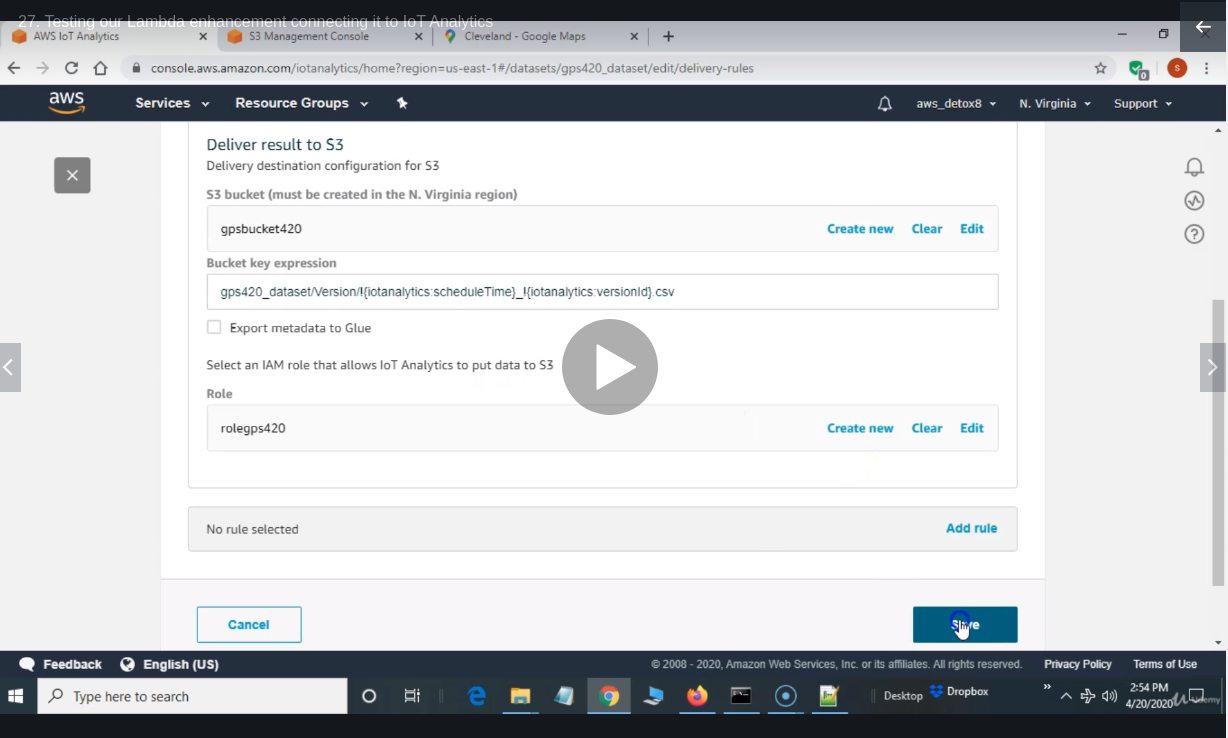 27. Testing our Lambda enhancement connecting it to IoT Analytics
AWS IoT Analytics
S3 Management Console
Cleveland - Google Maps
console.aws.amazon.com/iotanalytics/home?region=us-east-1#/datasets/gps420_dataset/edit/delivery-rules
0
S
aws
Services
Resource Groups
aws_detox8
N. Virginia
Support
Deliver result to S3
Delivery destination configuration for S3
S3 bucket (must be created in the N. Virginia region)
gpsbucket420
Create new Clear Edit
Bucket key expression
gps420_dataset/Version/!{iotanalytics:scheduleTime}_!{iotanalytics:versionId}.csv
Export metadata to Glue
Select an IAM role that allows IoT Analytics to put data to S3
Role
rolegps420
Create new Clear Edit
No rule selected
Add rule
Cancel
Save
Feedback
English (US)
© 2008 - 2020, Amazon Web Services, Inc. or its affiliates. All rights reserved.
Privacy Policy
Terms of Use
Type here to search
Desktop
Dropbox
2:54 PM
4/20/2020
Udemy